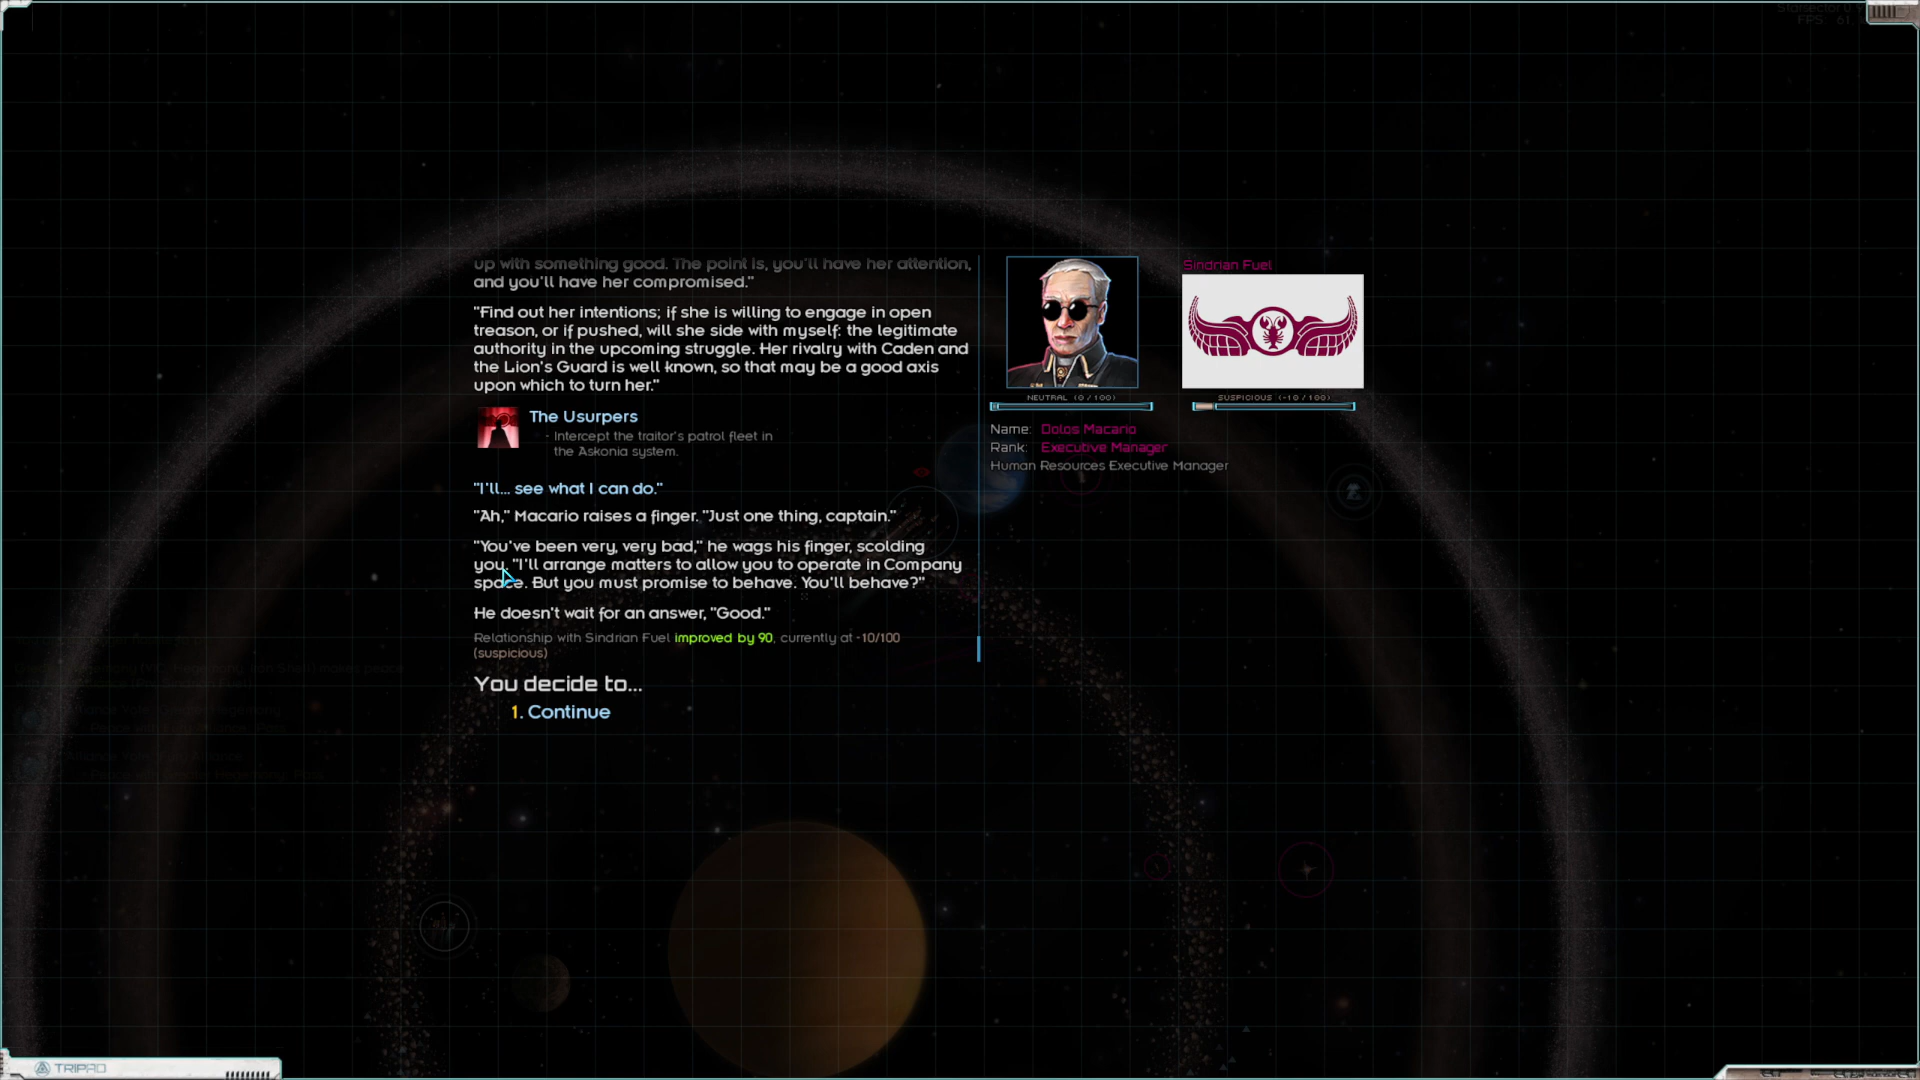 Starsector 0.
FPS: 61
up with something good. The point is, you'll have her attention,
and you'll have her compromised."
"Find out her intentions; if she is willing to engage in open
treason, or if pushed, will she side with myself: the legitimate
authority in the upcoming struggle. Her rivalry with Caden and
the Lion's Guard is well known, so that may be a good axis
upon which to turn her."
The Usurpers
- Intercept the traitor's patrol fleet in
the Askonia system.
"I'll... see what I can do."
"Ah," Macario raises a finger. "Just one thing, captain."
"You've been very, very bad," he wags his finger, scolding
you. "I'll arrange matters to allow you to operate in Company
space. But you must promise to behave. You'll behave?"
He doesn't wait for an answer, "Good."
Relationship with Sindrian Fuel improved by 90, currently at -10/100
(suspicious)
You decide to...
1. Continue
Sindrian Fuel
NEUTRAL (0 / 100)
SUSPICIOUS (-10 / 100)
Name: Dolos Macario
Rank: Executive Manager
Human Resources Executive Manager
TRIPAD